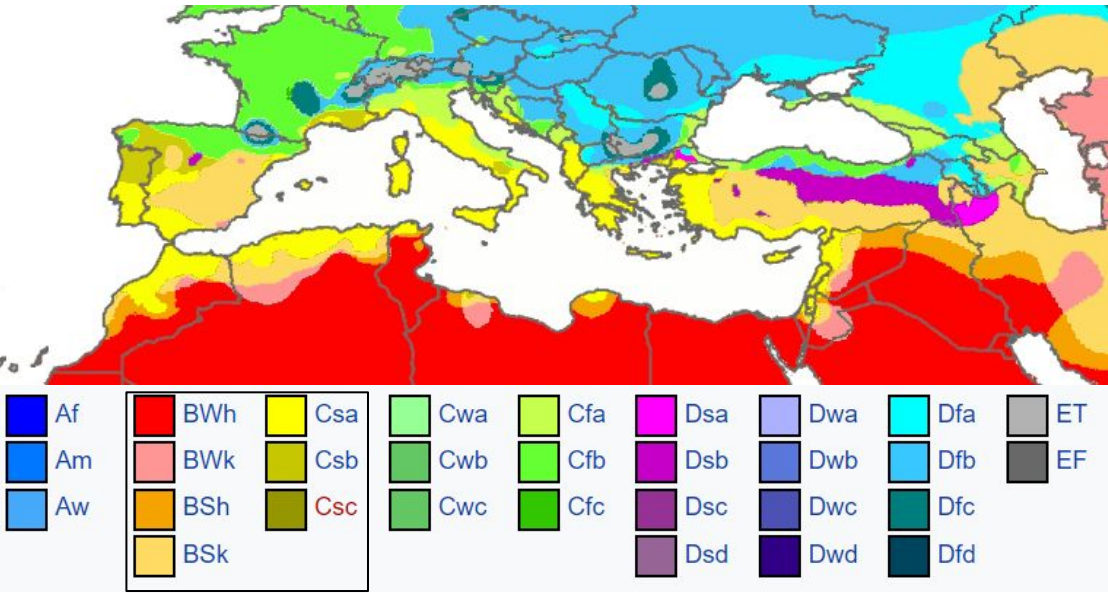 Af BWh Csa Cwa Cfa Dsa Dwa Dfa ET
Am BWk Csb Cwb Cfb Dsb Dwb Dfb EF
Aw BSh Csc Cwc Cfc Dsc Dwc Dfc
BSk Dsd Dwd Dfd